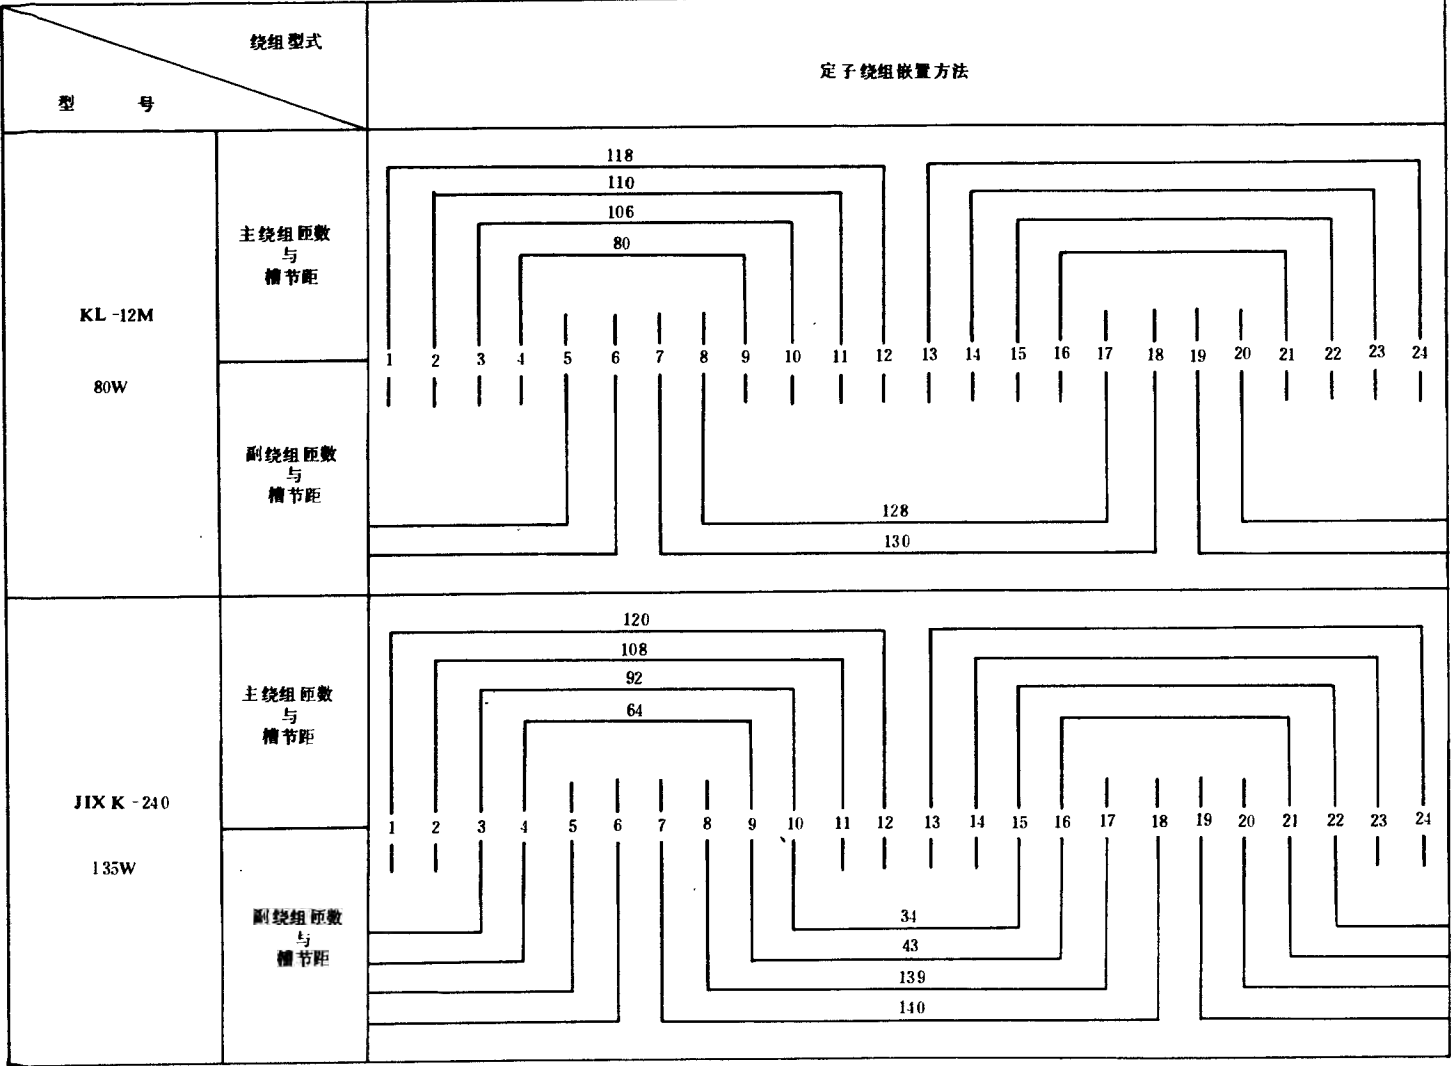 绕组型式
型 号
定子绕组嵌置方法
KL-12M
80W
主绕组匝数
与
槽节距
118
110
106
80
1 2 3 4 5 6 7 8 9 10 11 12 13 14 15 16 17 18 19 20 21 22 23 24
副绕组匝数
与
槽节距
128
130
JIXK-240
135W
主绕组匝数
与
槽节距
120
108
92
64
1 2 3 4 5 6 7 8 9 10 11 12 13 14 15 16 17 18 19 20 21 22 23 24
副绕组匝数
与
槽节距
34
43
139
140